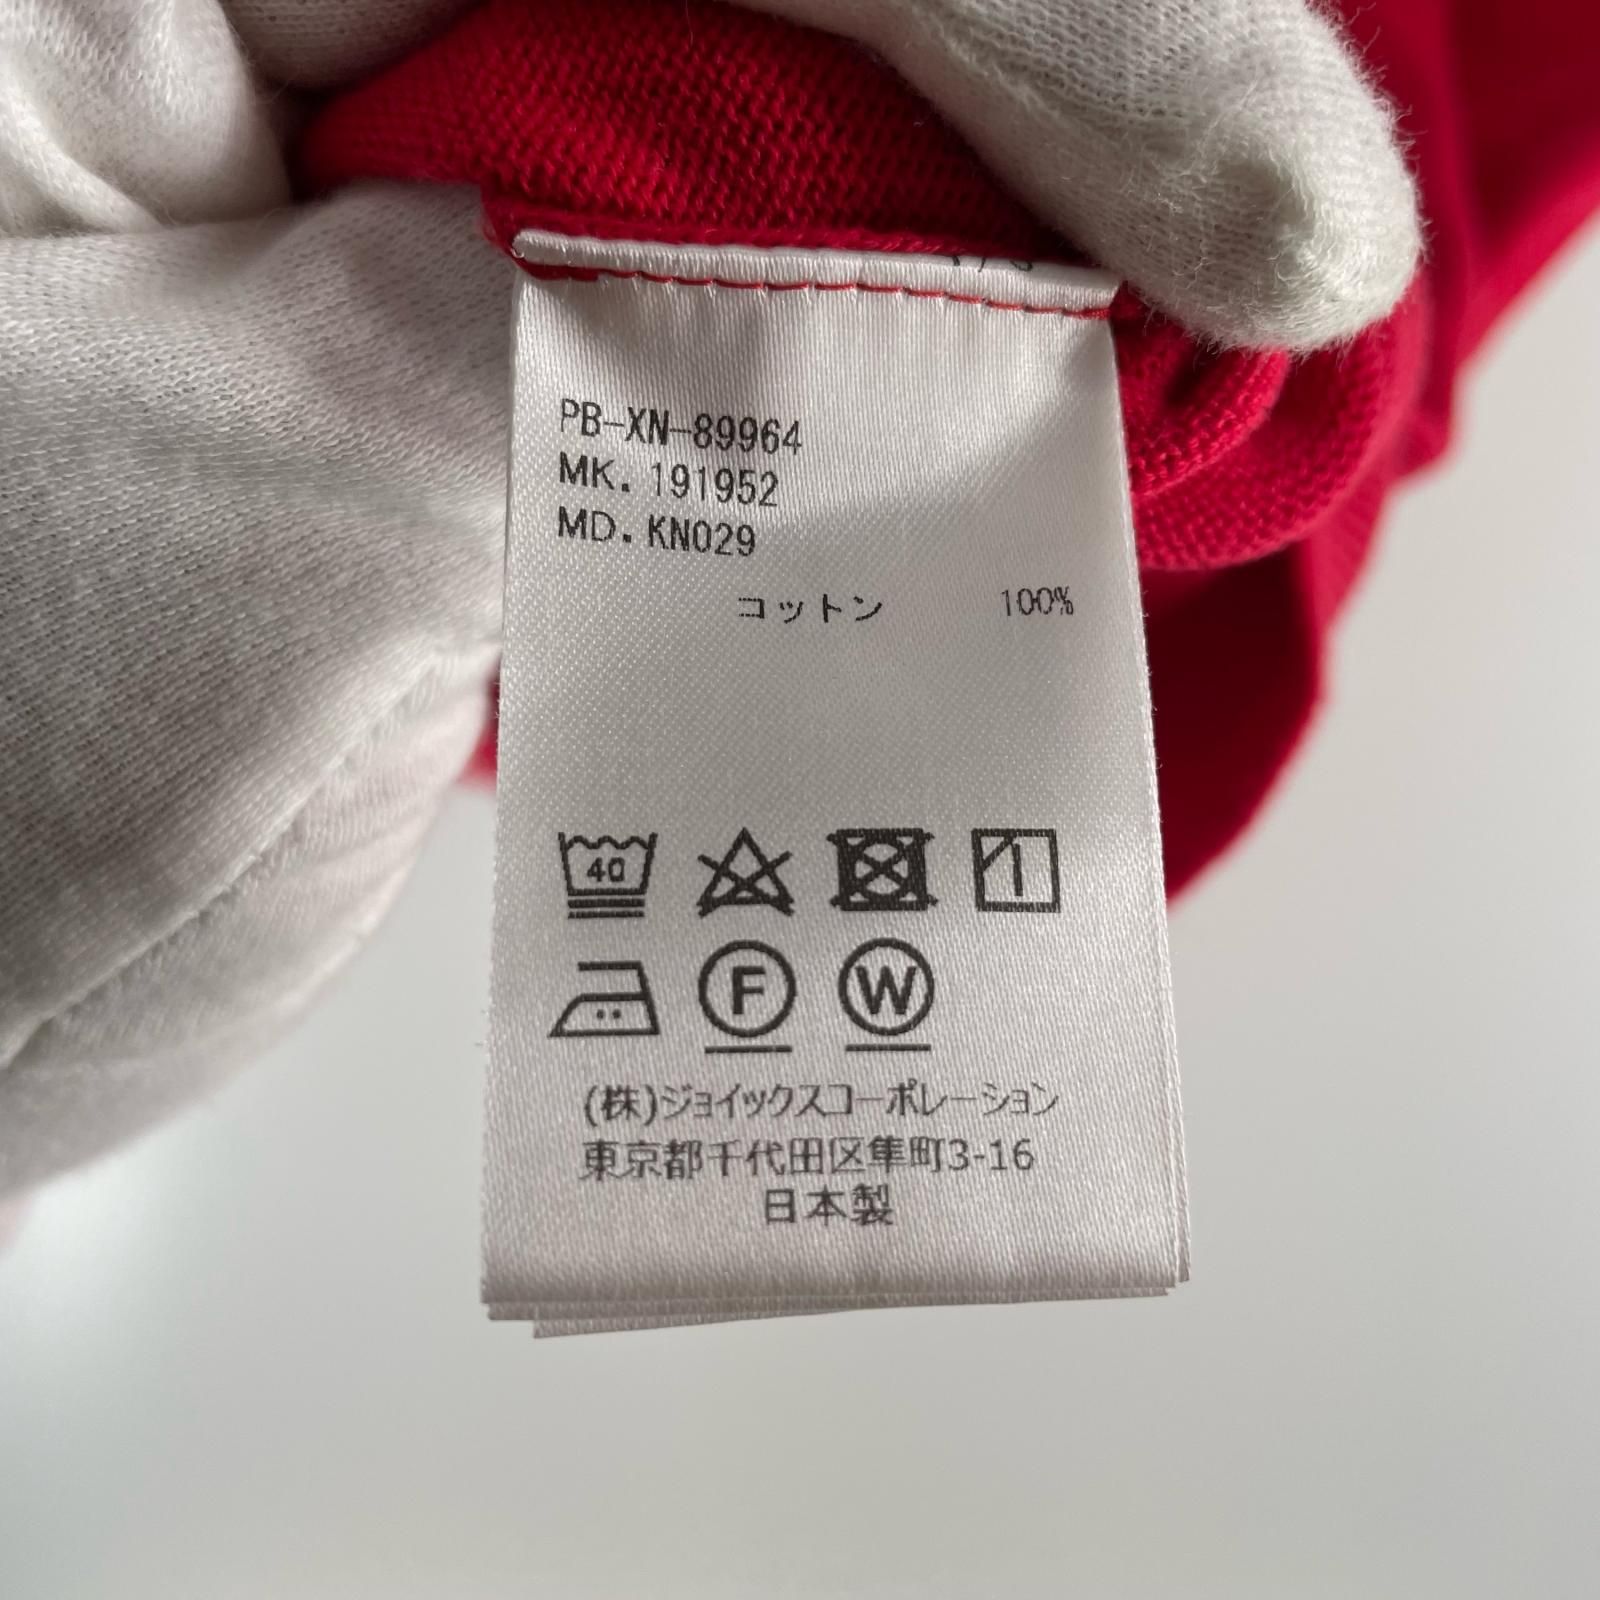 PB-XN-89964
MK. 191952
MD. KN029
コットン 100%
40
F W
(株)ジョイックスコーポレーション
東京都千代田区隼町3-16
日本製